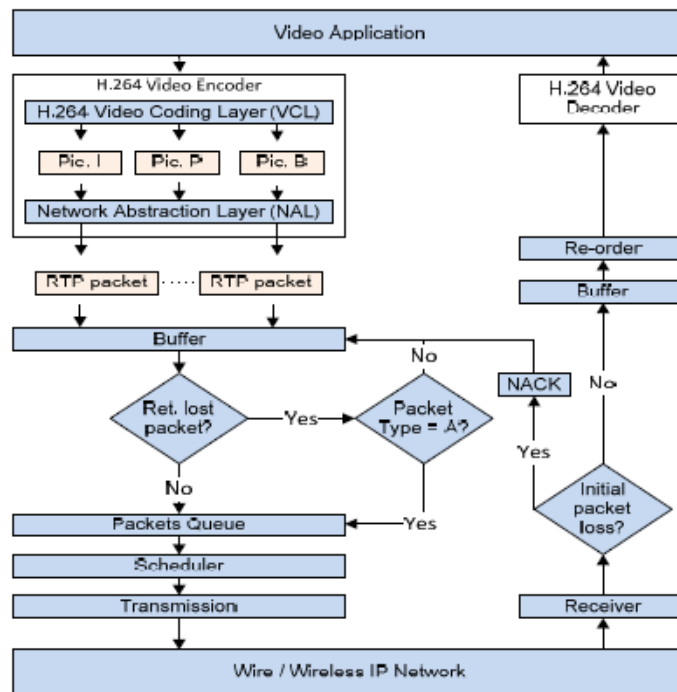 Video Application
H.264 Video Encoder
H.264 Video Coding Layer (VCL)
Pic. I
Pic. P
Pic. B
Network Abstraction Layer (NAL)
RTP packet
RTP packet
Buffer
Ret. lost
packet?
Yes
No
Packet
Type = A?
No
Yes
Packets Queue
Scheduler
Transmission
Wire / Wireless IP Network
H.264 Video
Decoder
Re-order
Buffer
NACK
No
Yes
Initial
packet
loss?
Receiver